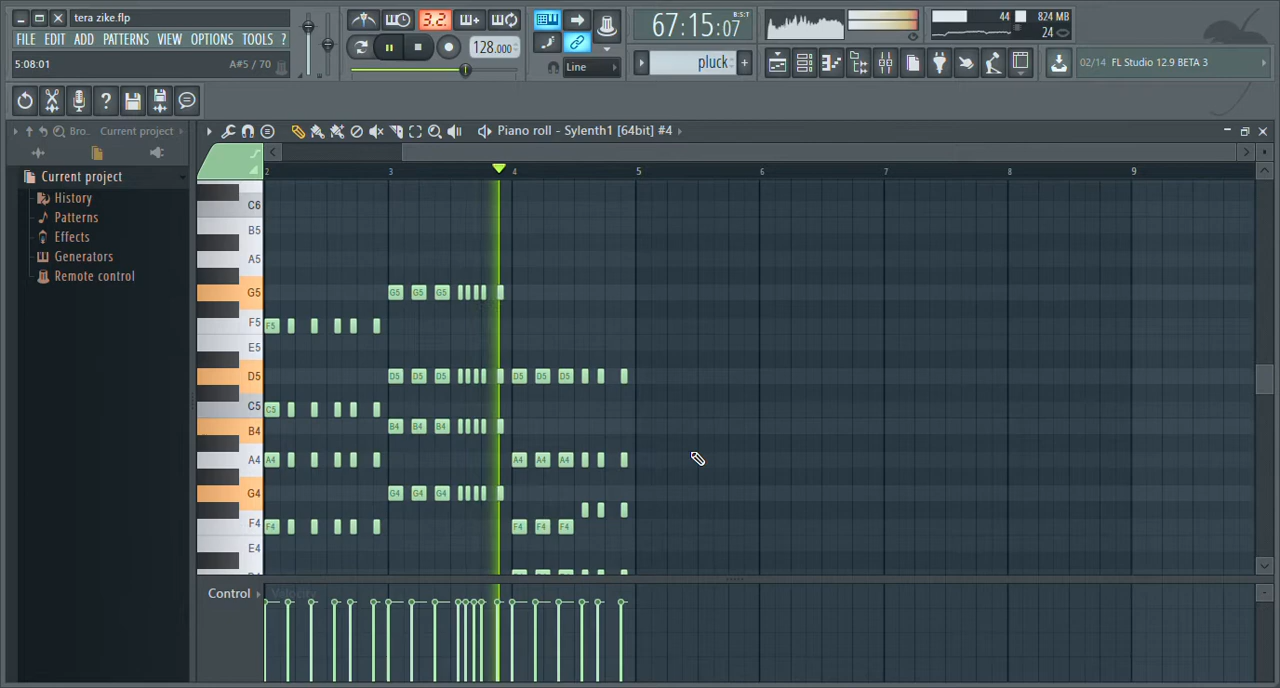 tera zike.flp
FILE EDIT ADD PATTERNS VIEW OPTIONS TOOLS ?
5:08:01 A#5 / 70
3.2.
128.000
Line
67:15:07 B:S:T
pluck
44 824 MB
24
02/14 FL Studio 12.9 BETA 3
Bro.. Current project
Current project
History
Patterns
Effects
Generators
Remote control
Piano roll - Sylenth1 [64bit] #4
2 3 4 5 6 7 8 9
C6
B5
A5
G5 G5 G5 G5
F5 F5
E5
D5 D5 D5 D5 D5 D5 D5
C5 C5
B4 B4 B4 B4
A4 A4 A4 A4 A4
G4 G4 G4 G4
F4 F4 F4 F4 F4
E4
Control Velocity